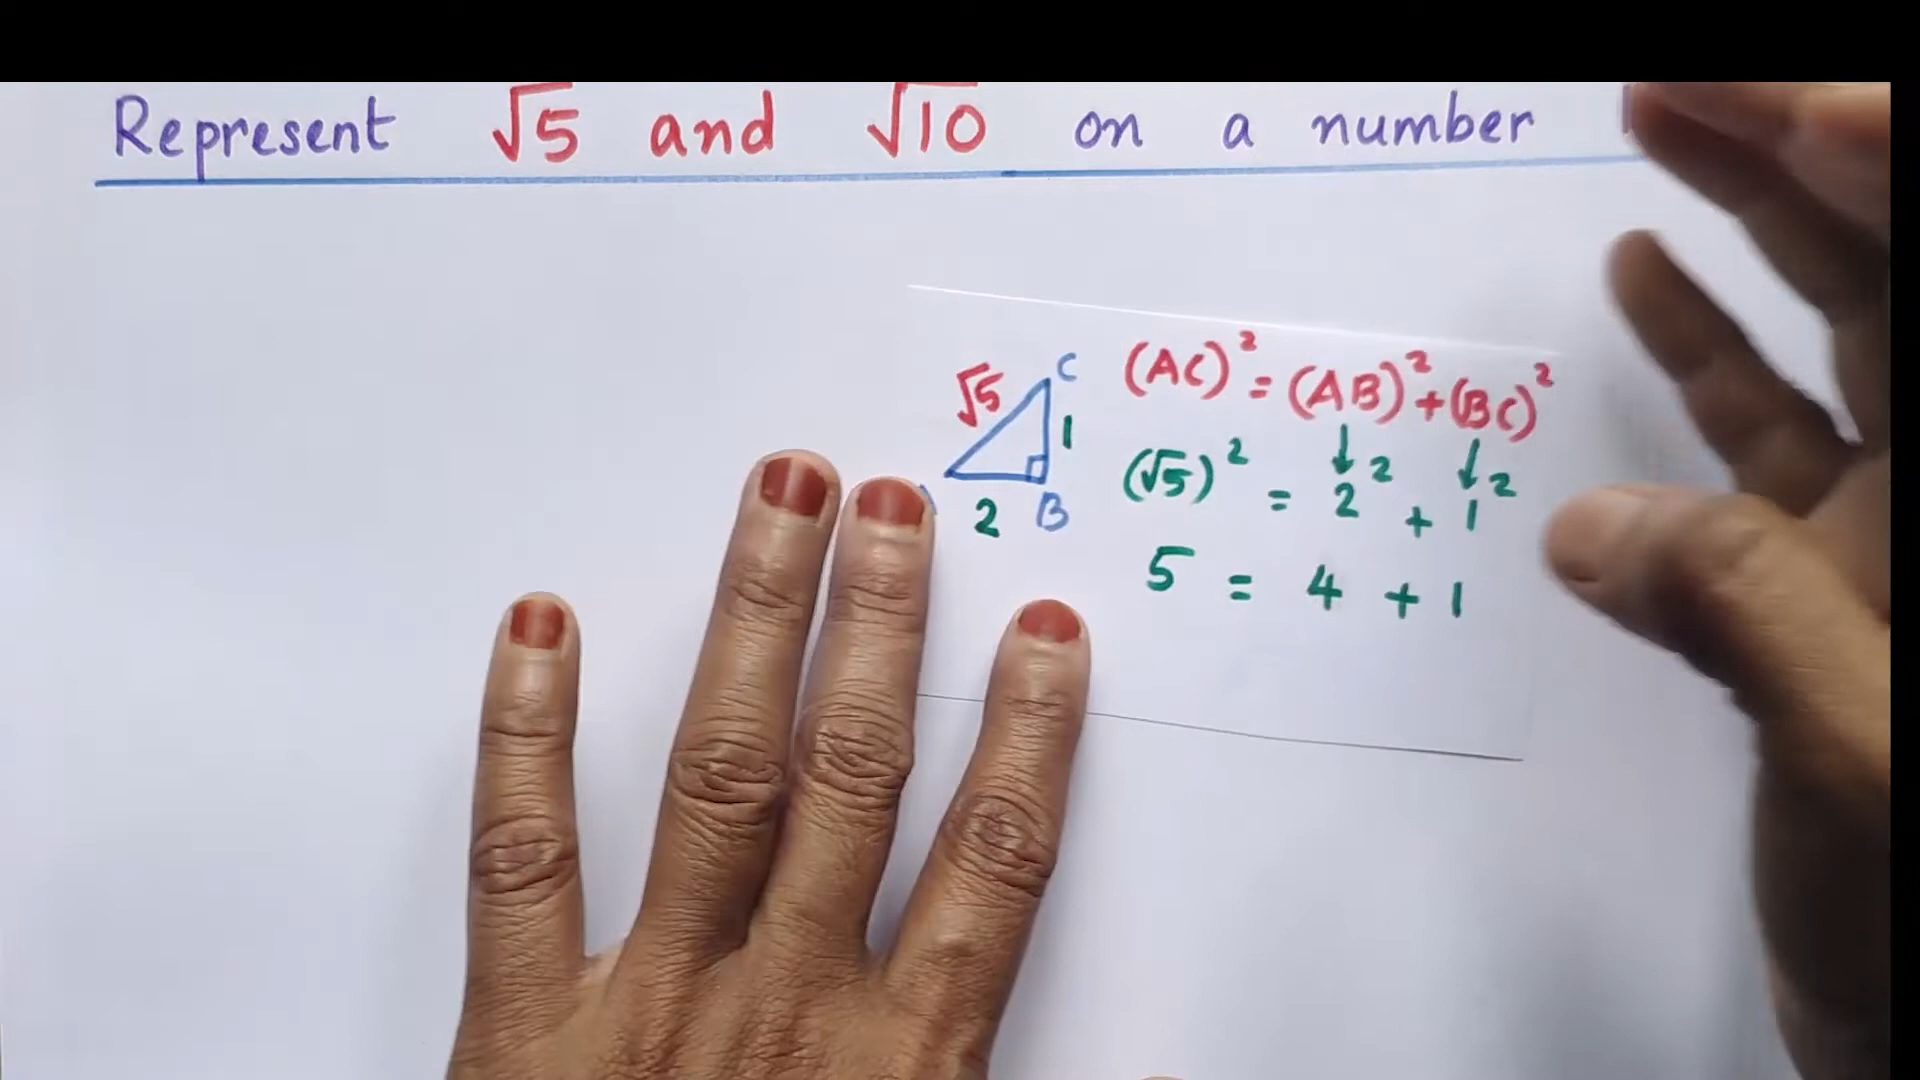 Represent √5 and √10 on a number
C
√5
1
2 B
(AC)² = (AB)² + (BC)²
(√5)² = 2² + 1²
5 = 4 + 1